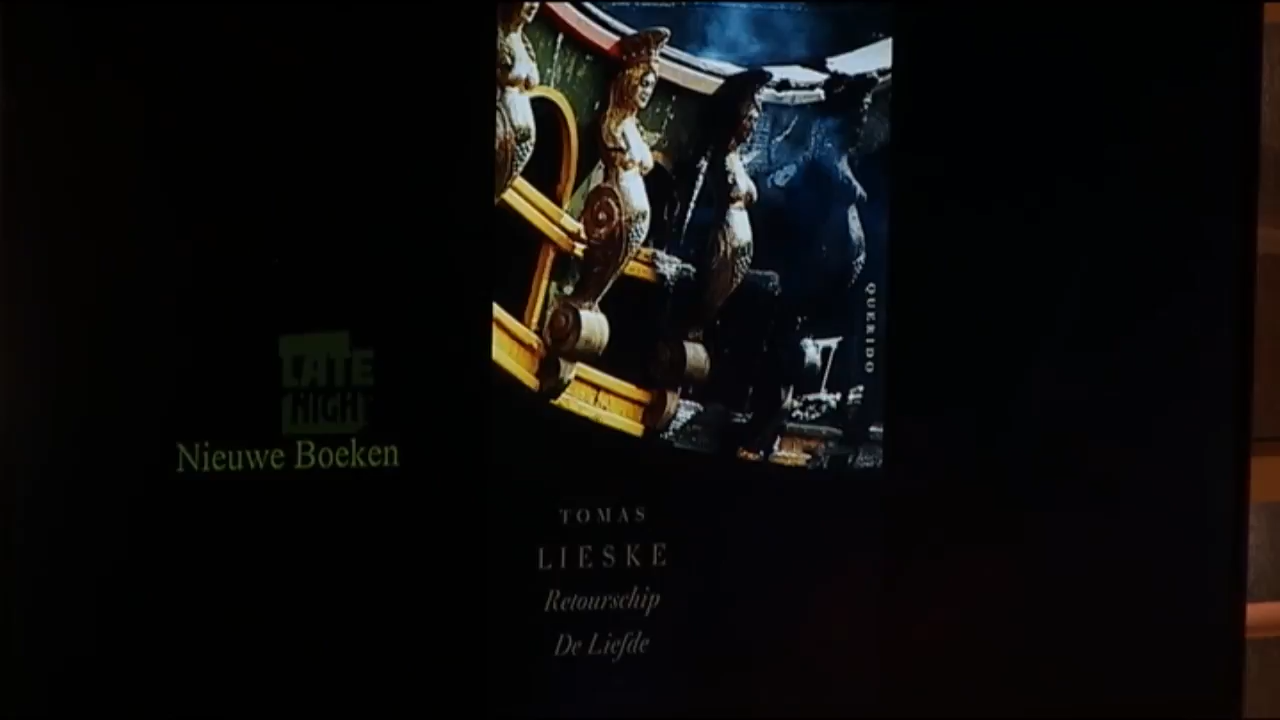 LATE
NIGHT
Nieuwe Boeken
QUERIDO
TOMAS
LIESKE
Retourschip
De Liefde